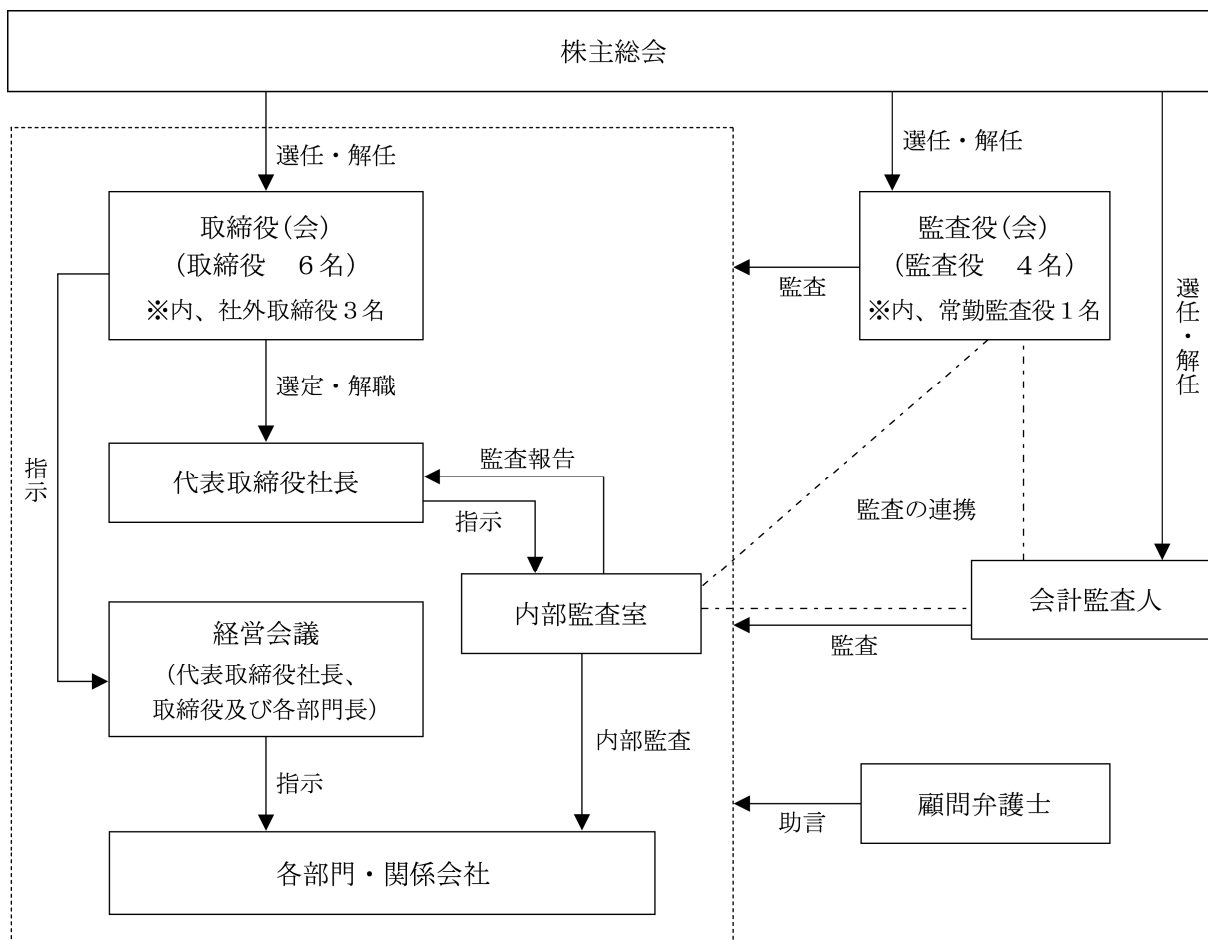 株主総会
選任・解任
選任・解任
選任・解任
取締役(会)
(取締役　6名)
※内、社外取締役3名
監査役(会)
(監査役　4名)
※内、常勤監査役1名
監査
選定・解職
指示
代表取締役社長
監査報告
指示
監査の連携
内部監査室
会計監査人
監査
経営会議
(代表取締役社長、
取締役及び各部門長)
内部監査
指示
顧問弁護士
助言
各部門・関係会社